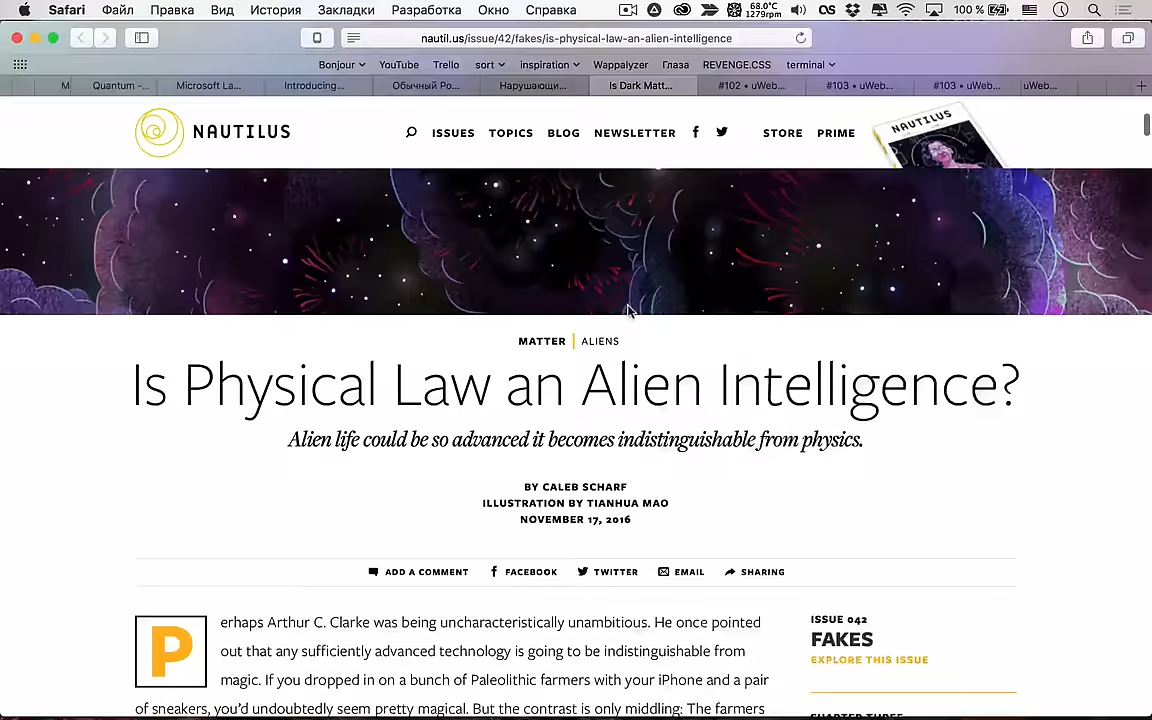 Safari Файл Правка Вид История Закладки Разработка Окно Справка 68.0°C 1279rpm 100 %
nautil.us/issue/42/fakes/is-physical-law-an-alien-intelligence
Bonjour YouTube Trello sort inspiration Wappalyzer Глаза REVENGE.CSS terminal
M Quantum -... Microsoft La... Introducing... Обычный Ро... Нарушающи... Is Dark Matt... #102 • uWeb... #103 • uWeb... #103 • uWeb... uWeb...
NAUTILUS ISSUES TOPICS BLOG NEWSLETTER STORE PRIME
NAUTILUS
MATTER ALIENS
Is Physical Law an Alien Intelligence?
Alien life could be so advanced it becomes indistinguishable from physics.
BY CALEB SCHARF
ILLUSTRATION BY TIANHUA MAO
NOVEMBER 17, 2016
ADD A COMMENT FACEBOOK TWITTER EMAIL SHARING
Perhaps Arthur C. Clarke was being uncharacteristically unambitious. He once pointed
out that any sufficiently advanced technology is going to be indistinguishable from
magic. If you dropped in on a bunch of Paleolithic farmers with your iPhone and a pair
of sneakers, you'd undoubtedly seem pretty magical. But the contrast is only middling: The farmers
ISSUE 042
FAKES
EXPLORE THIS ISSUE
CHAPTER THREE